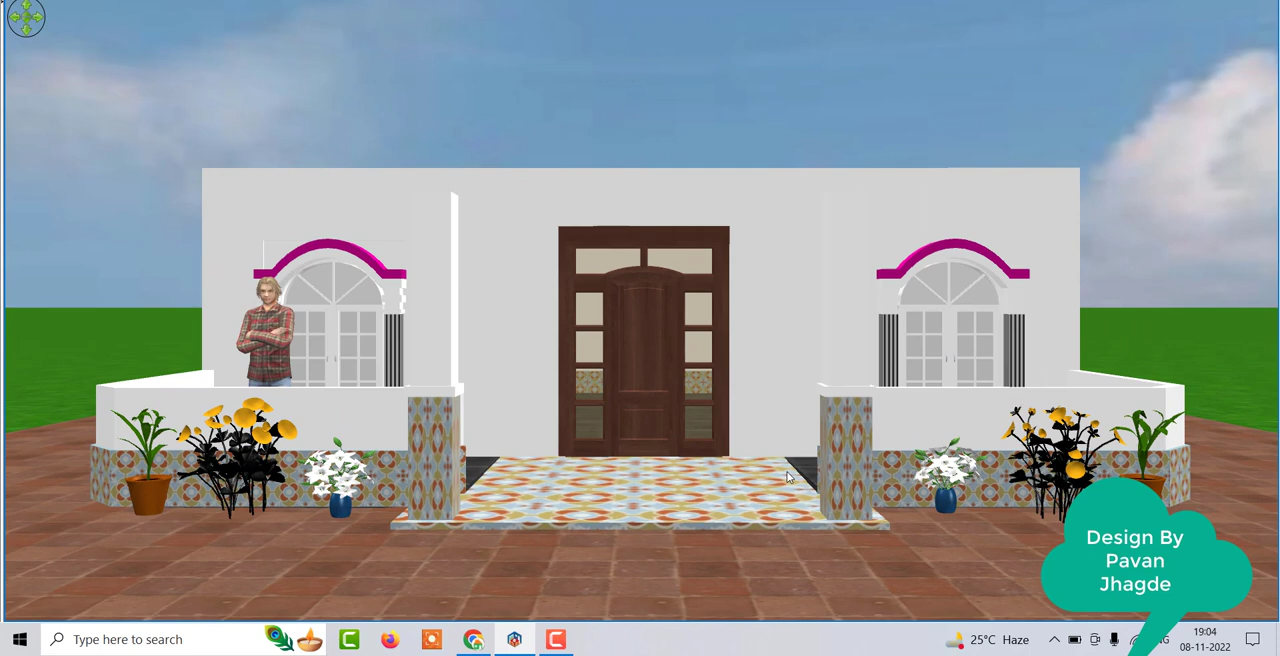 Design By
Pavan
Jhagde
Type here to search
25°C Haze
19:04
08-11-2022